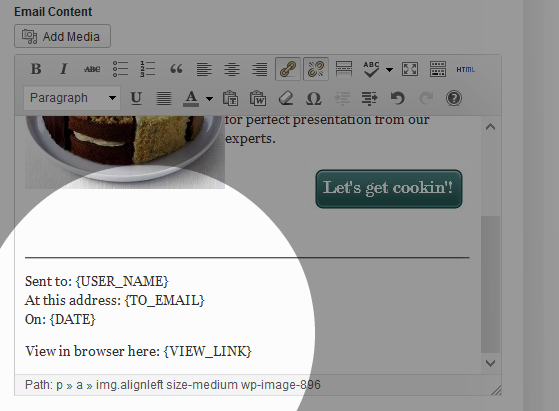 Email Content
Add Media
B I ABC “ ABC HTML
Paragraph U A Ω ?
for perfect presentation from our
experts.
Let's get cookin'!
Sent to: {USER_NAME}
At this address: {TO_EMAIL}
On: {DATE}
View in browser here: {VIEW_LINK}
Path: p » a » img.alignleft size-medium wp-image-896